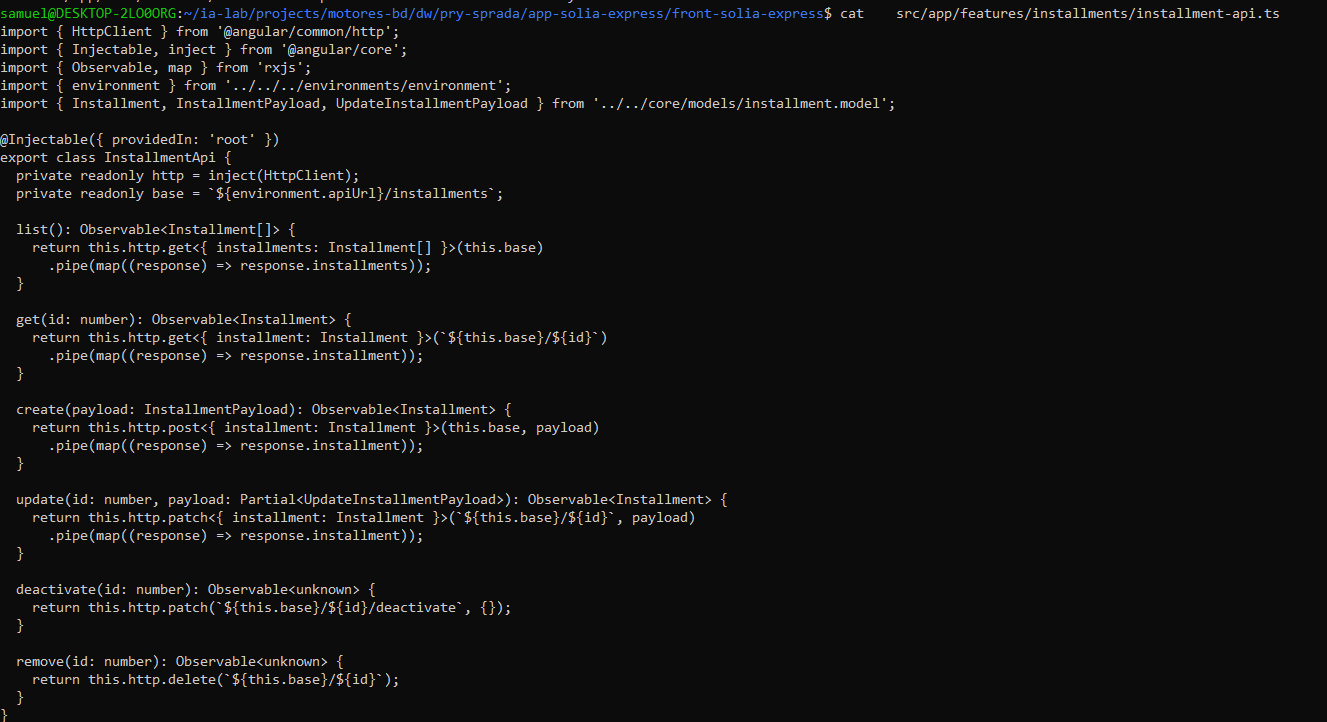 samuel@DESKTOP-2LO0ORG:~/ia-lab/projects/motores-bd/dw/pry-sprada/app-solia-express/front-solia-express$ cat    src/app/features/installments/installment-api.ts
import { HttpClient } from '@angular/common/http';
import { Injectable, inject } from '@angular/core';
import { Observable, map } from 'rxjs';
import { environment } from '../../../environments/environment';
import { Installment, InstallmentPayload, UpdateInstallmentPayload } from '../../core/models/installment.model';

@Injectable({ providedIn: 'root' })
export class InstallmentApi {
  private readonly http = inject(HttpClient);
  private readonly base = `${environment.apiUrl}/installments`;

  list(): Observable<Installment[]> {
    return this.http.get<{ installments: Installment[] }>(this.base)
      .pipe(map((response) => response.installments));
  }

  get(id: number): Observable<Installment> {
    return this.http.get<{ installment: Installment }>(`${this.base}/${id}`)
      .pipe(map((response) => response.installment));
  }

  create(payload: InstallmentPayload): Observable<Installment> {
    return this.http.post<{ installment: Installment }>(this.base, payload)
      .pipe(map((response) => response.installment));
  }

  update(id: number, payload: Partial<UpdateInstallmentPayload>): Observable<Installment> {
    return this.http.patch<{ installment: Installment }>(`${this.base}/${id}`, payload)
      .pipe(map((response) => response.installment));
  }

  deactivate(id: number): Observable<unknown> {
    return this.http.patch(`${this.base}/${id}/deactivate`, {});
  }

  remove(id: number): Observable<unknown> {
    return this.http.delete(`${this.base}/${id}`);
  }
}